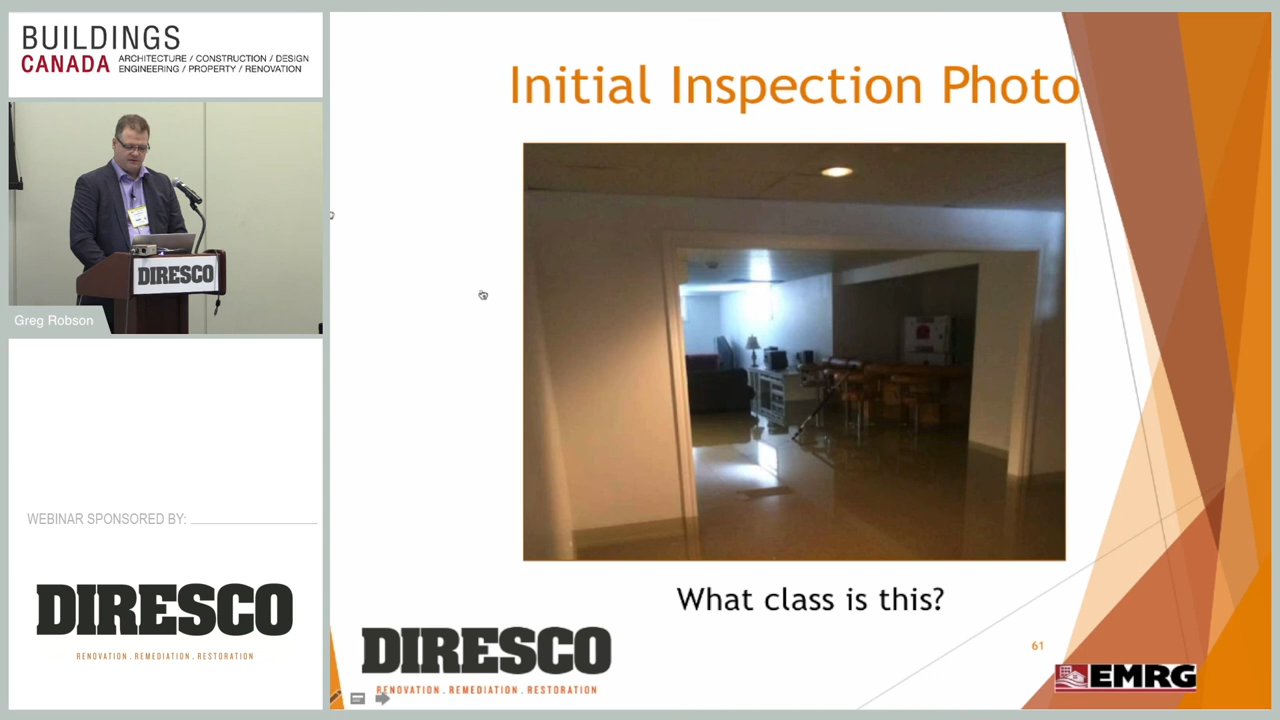 BUILDINGS
CANADA
ARCHITECTURE / CONSTRUCTION / DESIGN
ENGINEERING / PROPERTY / RENOVATION
DIRESCO
Greg Robson
WEBINAR SPONSORED BY:
DIRESCO
RENOVATION . REMEDIATION . RESTORATION
Initial Inspection Photo
What class is this?
DIRESCO
RENOVATION . REMEDIATION . RESTORATION
61
EMRG